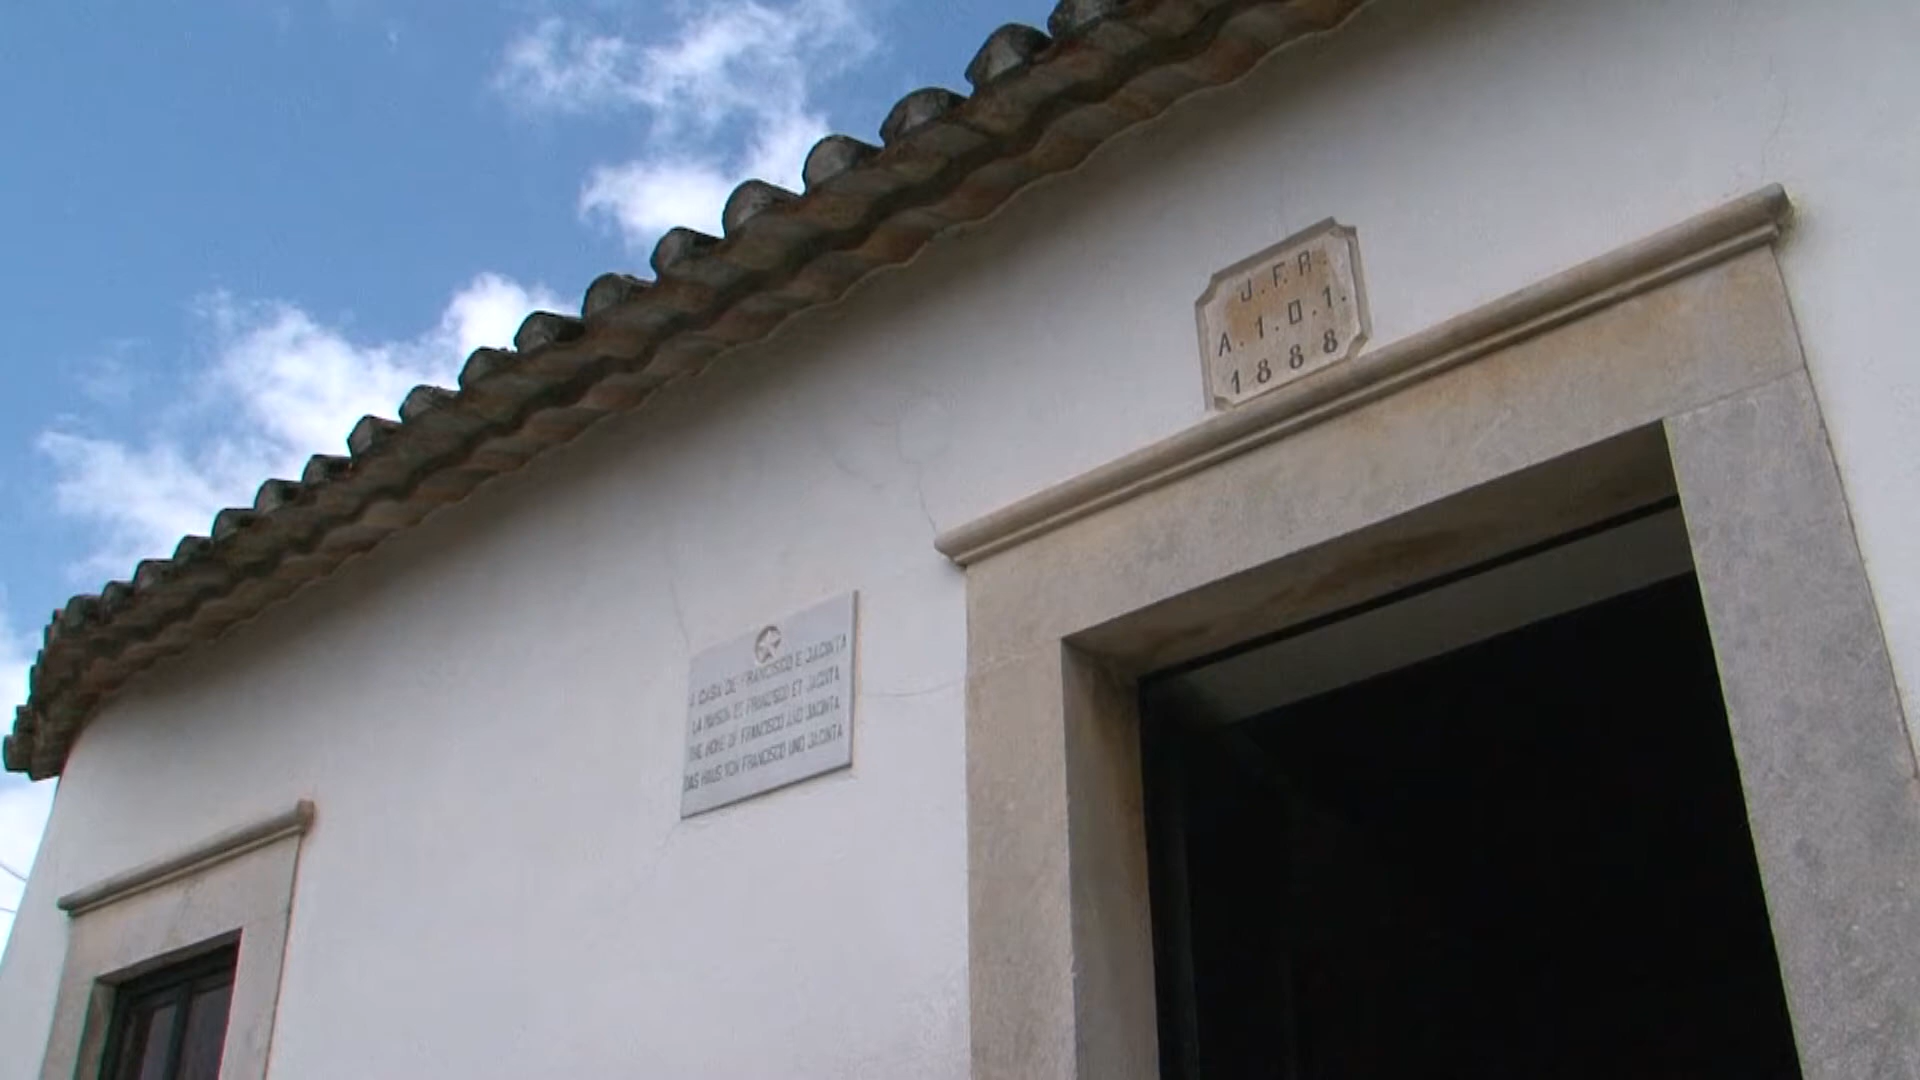 J.F.R.
A.1.0.1.
1888
A CASA DE FRANCISCO E JACINTA
LA MAISON DE FRANCISCO ET JACINTA
THE HOME OF FRANCISCO AND JACINTA
DAS HAUS VON FRANCISCO UND JACINTA